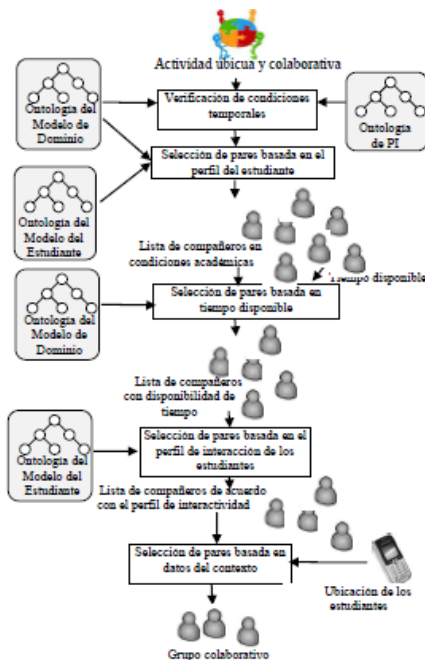 Actividad ubicua y colaborativa
Ontología del
Modelo de
Dominio
Verificación de condiciones
temporales
Ontología
de PI
Selección de pares basada en el
perfil del estudiante
Ontología del
Modelo del
Estudiante
Lista de compañeros en
condiciones académicas
Tiempo disponible
Selección de pares basada en
tiempo disponible
Ontología del
Modelo de
Dominio
Lista de compañeros
con disponibilidad de
tiempo
Selección de pares basada en el
perfil de interacción de los
estudiantes
Ontología del
Modelo del
Estudiante
Lista de compañeros de acuerdo
con el perfil de interactividad
Selección de pares basada en
datos del contexto
Ubicación de los
estudiantes
Grupo colaborativo